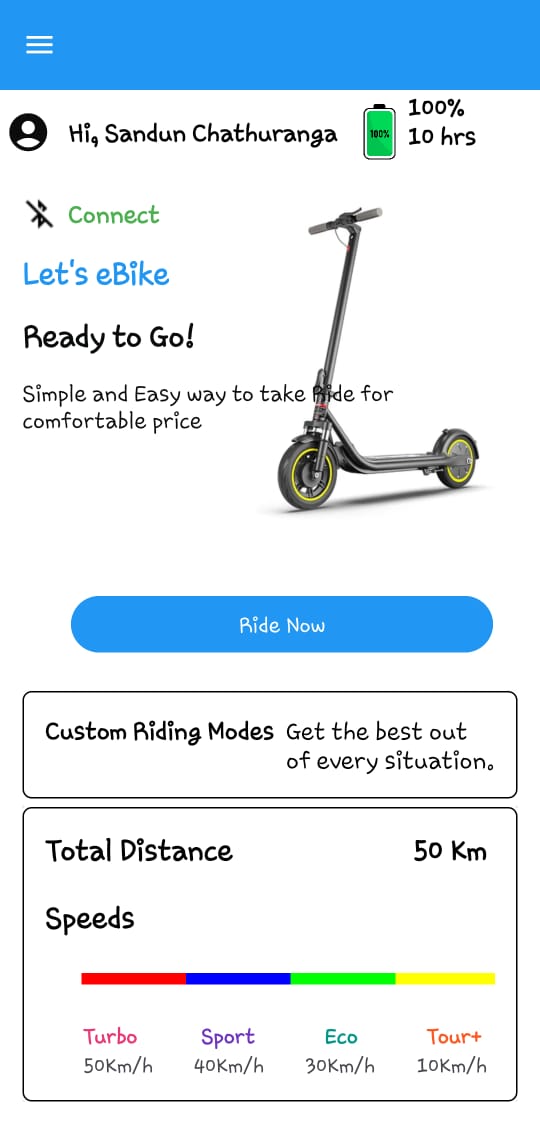 Hi, Sandun Chathuranga
100%
100%
10 hrs
Connect
Let's eBike
Ready to Go!
Simple and Easy way to take Ride for
comfortable price
Ride Now
Custom Riding Modes Get the best out
of every situation.
Total Distance 50 Km
Speeds
Turbo Sport Eco Tour+
50Km/h 40Km/h 30Km/h 10Km/h